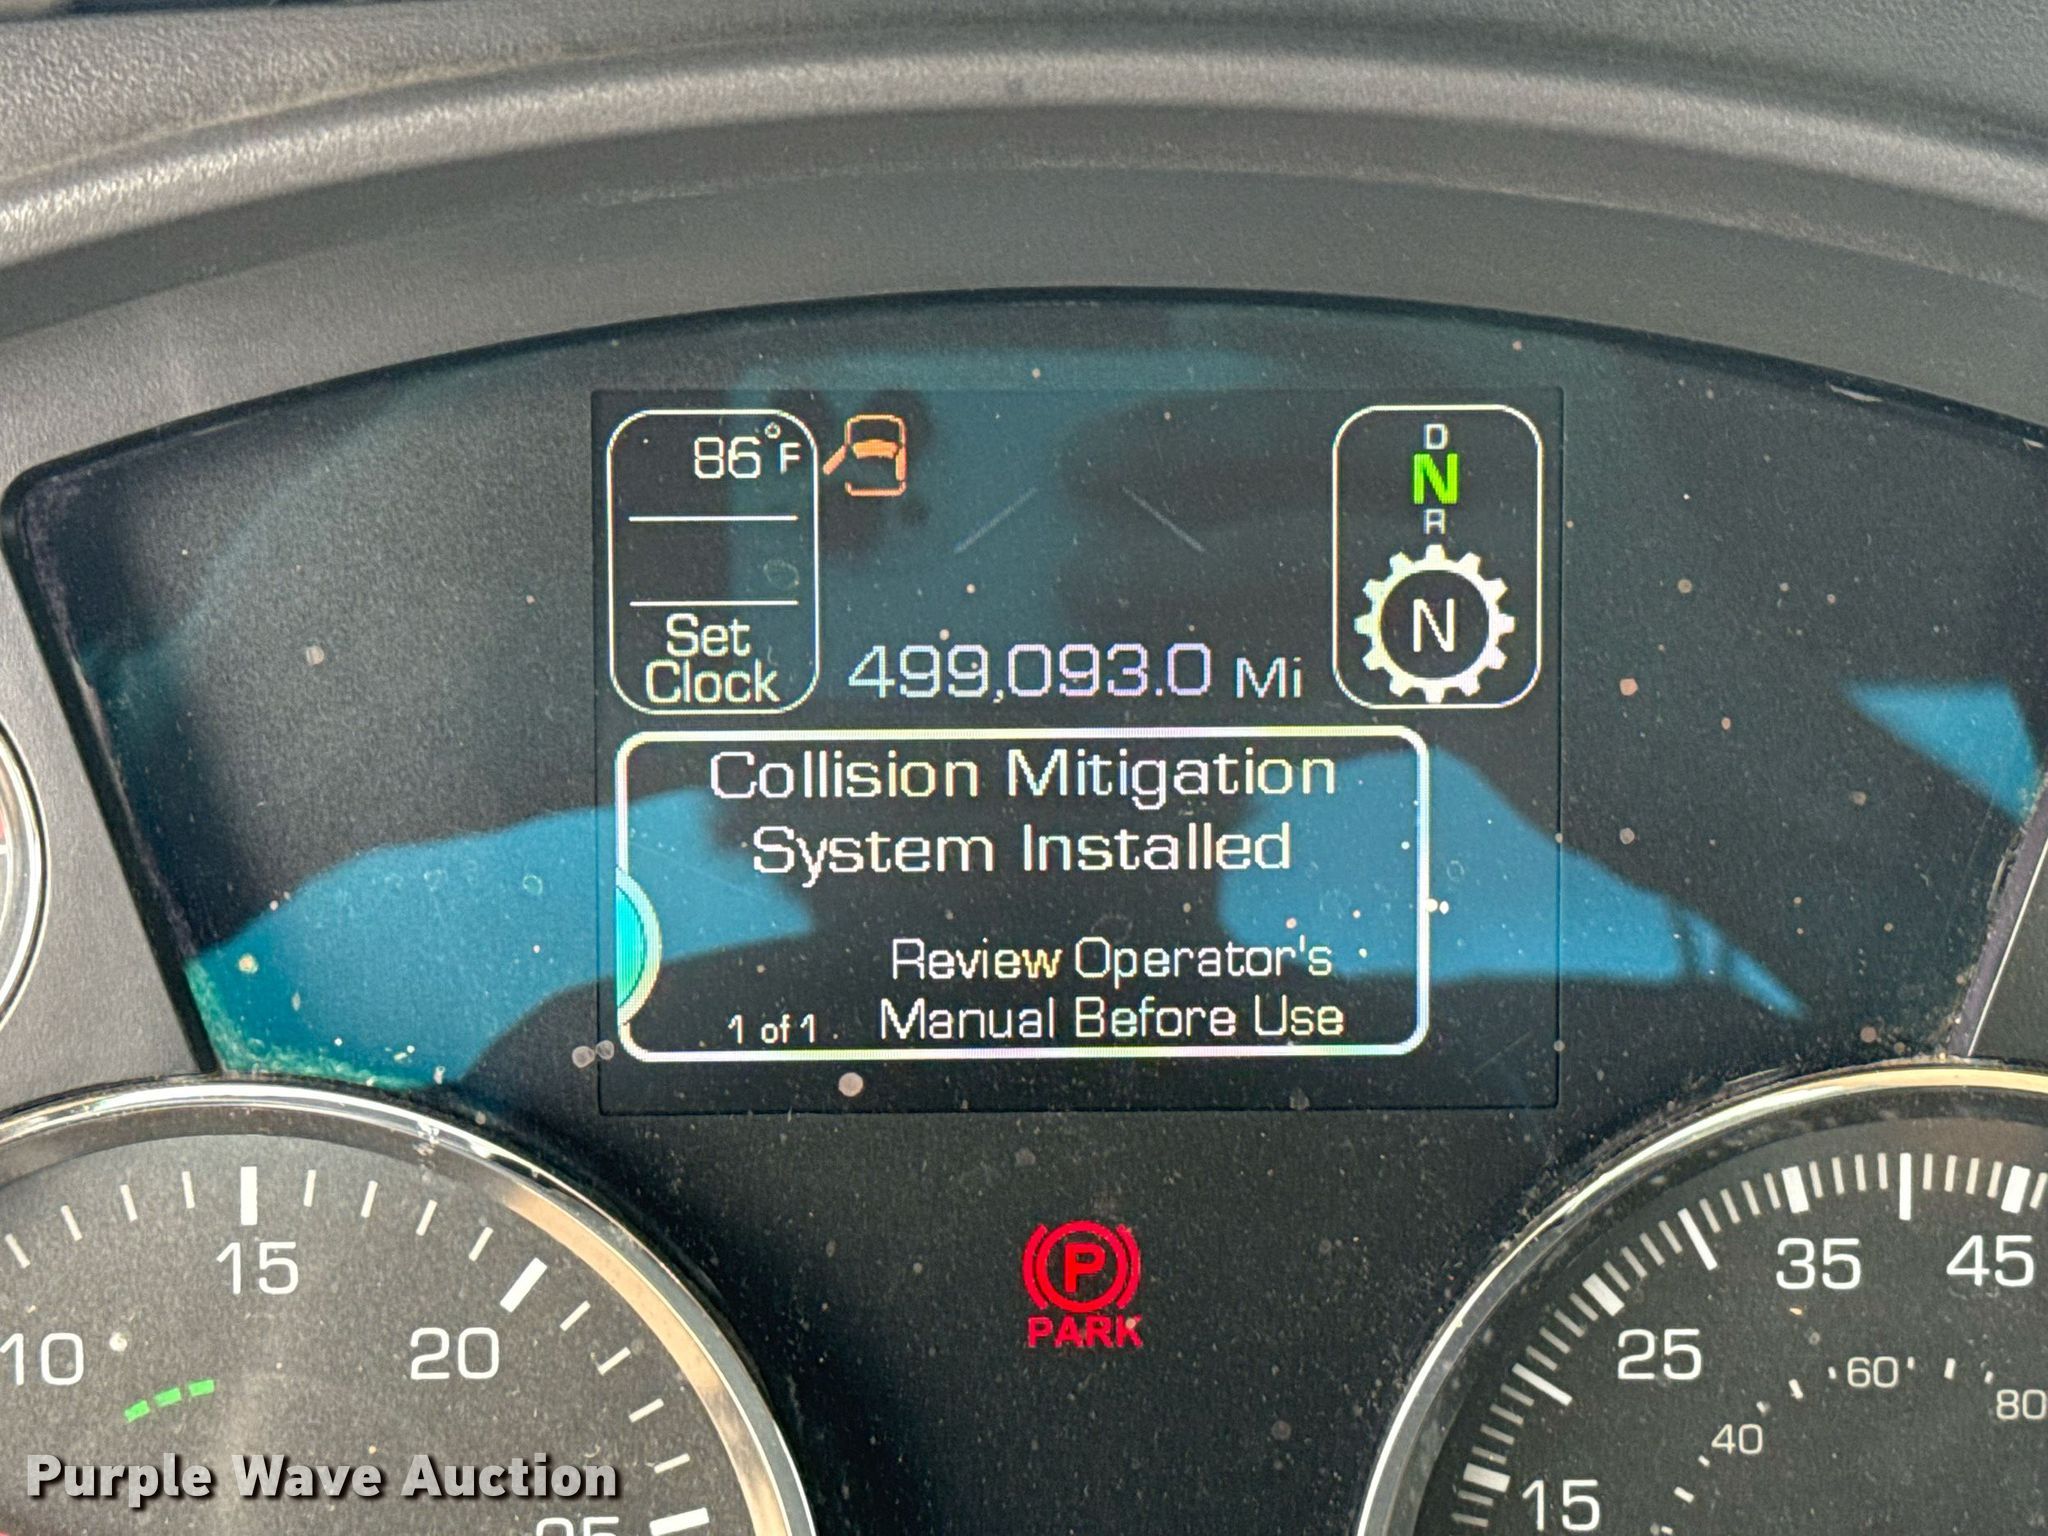 86°F
D
N
R
N
Set
Clock
499,093.0 Mi
Collision Mitigation
System Installed
Review Operator's
1 of 1
Manual Before Use
P
PARK
10
15
20
25
15
25
35
45
40
60
80
Purple Wave Auction